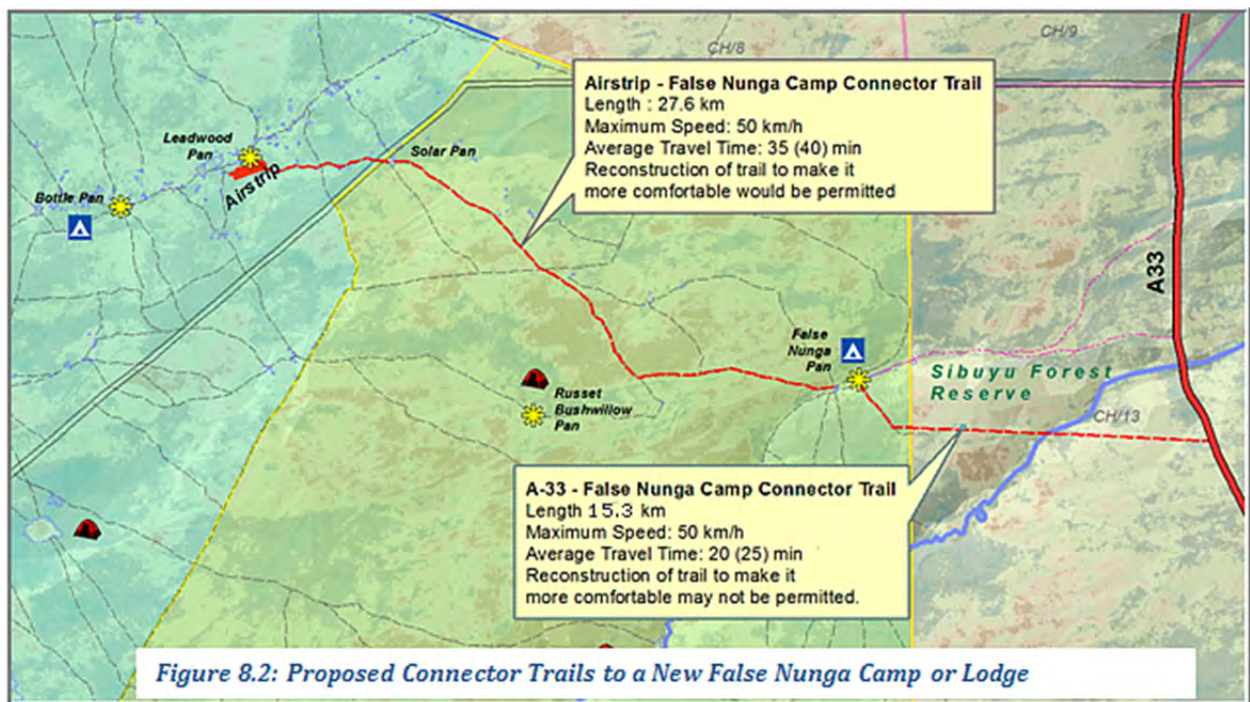 CH/8
CH/9
Airstrip - False Nunga Camp Connector Trail
Length : 27.6 km
Maximum Speed: 50 km/h
Average Travel Time: 35 (40) min
Reconstruction of trail to make it
more comfortable would be permitted
Leadwood
Pan
Solar Pan
Airstrip
Bottle Pan
A33
False
Nunga
Pan
Sibuyu Forest
Reserve
Russet
Bushwillow
Pan
CH/13
A-33 - False Nunga Camp Connector Trail
Length 15.3 km
Maximum Speed: 50 km/h
Average Travel Time: 20 (25) min
Reconstruction of trail to make it
more comfortable may not be permitted.
Figure 8.2: Proposed Connector Trails to a New False Nunga Camp or Lodge